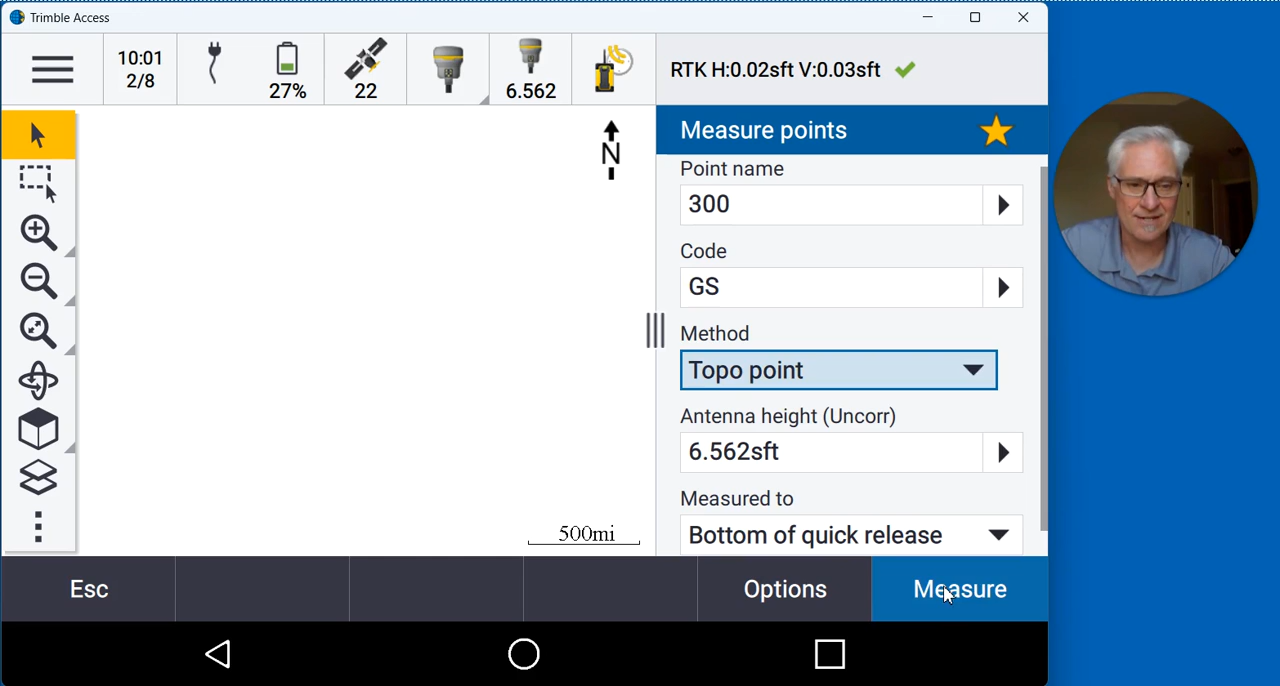 Trimble Access
10:01
2/8
27%
22
6.562
RTK H:0.02sft V:0.03sft
Measure points
N
Point name
300
Code
GS
Method
Topo point
Antenna height (Uncorr)
6.562sft
Measured to
Bottom of quick release
500mi
Esc
Options
Measure